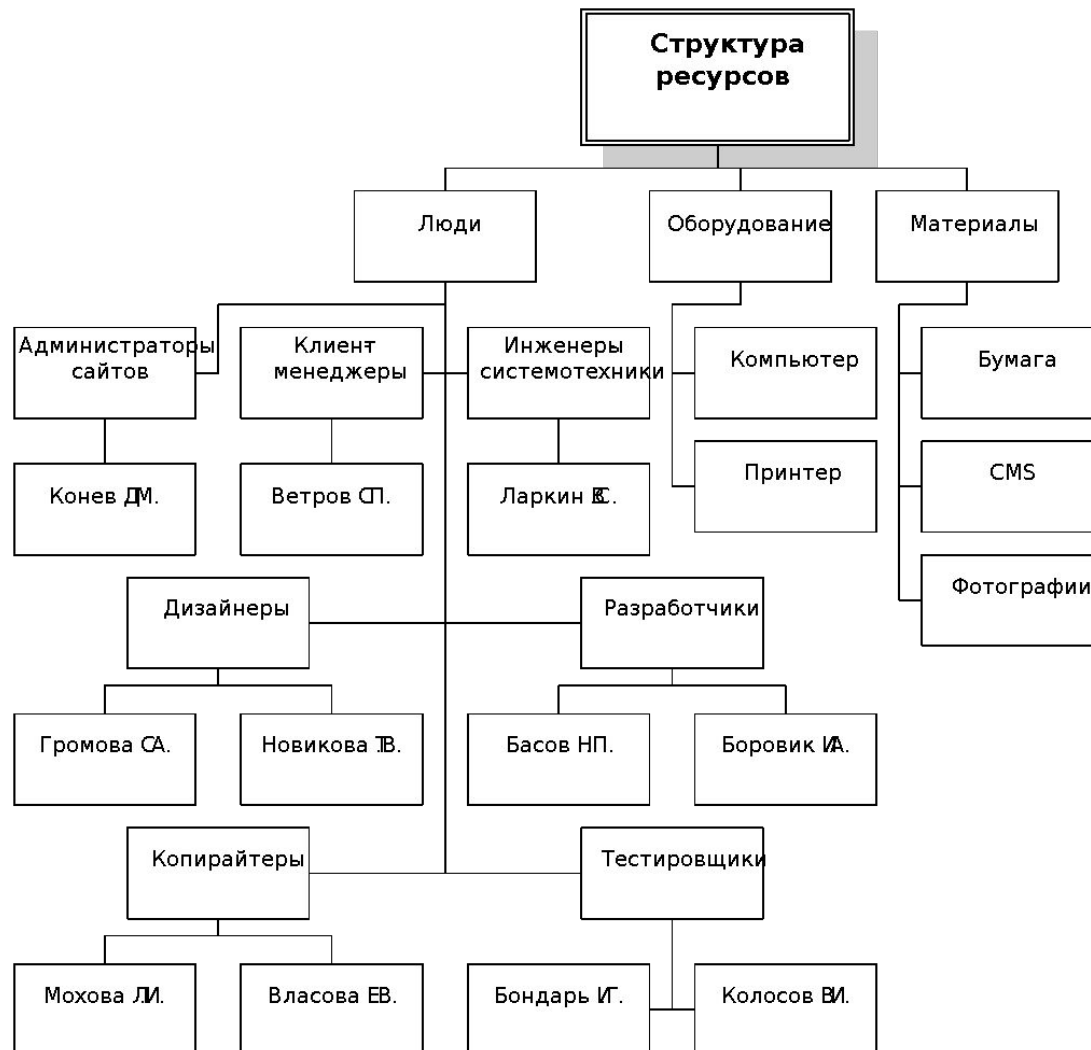 Структура
ресурсов
Люди
Оборудование
Материалы
Администраторы
сайтов
Клиент-
менеджеры
Инженеры
системотехники
Компьютер
Бумага
Конев Д.М.
Ветров С.П.
Ларкин В.С.
Принтер
CMS
Дизайнеры
Разработчики
Фотографии
Громова С.А.
Новикова Т.В.
Басов Н.П.
Боровик И.А.
Копирайтеры
Тестировщики
Мохова Л.И.
Власова Е.В.
Бондарь И.Г.
Колосов В.И.